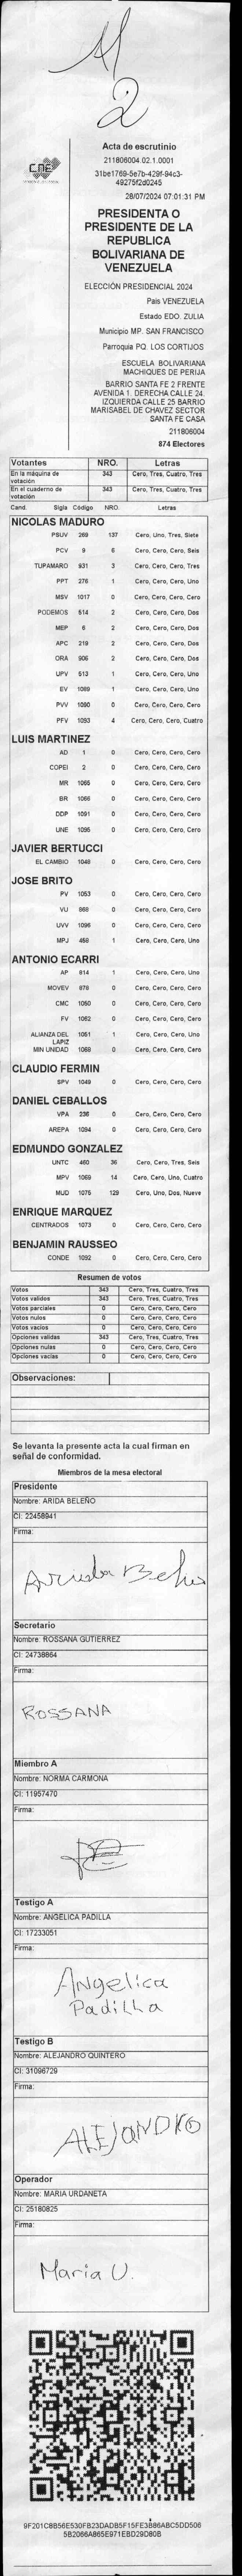 2
CNE
Acta de escrutinio
211806004.02.1.0001
31be1769-5e7b-429f-94c3-
49275f2d0245
28/07/2024 07:01:31 PM
PRESIDENTA O
PRESIDENTE DE LA
REPUBLICA
BOLIVARIANA DE
VENEZUELA
ELECCIÓN PRESIDENCIAL 2024
País VENEZUELA
Estado EDO. ZULIA
Municipio MP. SAN FRANCISCO
Parroquia PQ. LOS CORTIJOS
ESCUELA BOLIVARIANA
MACHIQUES DE PERIJA
BARRIO SANTA FE 2 FRENTE
AVENIDA 1. DERECHA CALLE 24.
IZQUIERDA CALLE 25 BARRIO
MARISABEL DE CHAVEZ SECTOR
SANTA FE CASA
211806004
874 Electores
Votantes NRO. Letras
En la máquina de votación 343 Cero, Tres, Cuatro, Tres
En el cuaderno de votación 343 Cero, Tres, Cuatro, Tres
Cand. Sigla Código NRO. Letras
NICOLAS MADURO
PSUV 269 137 Cero, Uno, Tres, Siete
PCV 9 6 Cero, Cero, Cero, Seis
TUPAMARO 931 3 Cero, Cero, Cero, Tres
PPT 276 1 Cero, Cero, Cero, Uno
MSV 1017 0 Cero, Cero, Cero, Cero
PODEMOS 514 2 Cero, Cero, Cero, Dos
MEP 6 2 Cero, Cero, Cero, Dos
APC 219 2 Cero, Cero, Cero, Dos
ORA 906 2 Cero, Cero, Cero, Dos
UPV 513 1 Cero, Cero, Cero, Uno
EV 1089 1 Cero, Cero, Cero, Uno
PVV 1090 0 Cero, Cero, Cero, Cero
PFV 1093 4 Cero, Cero, Cero, Cuatro
LUIS MARTINEZ
AD 1 0 Cero, Cero, Cero, Cero
COPEI 2 0 Cero, Cero, Cero, Cero
MR 1065 0 Cero, Cero, Cero, Cero
BR 1066 0 Cero, Cero, Cero, Cero
DDP 1091 0 Cero, Cero, Cero, Cero
UNE 1095 0 Cero, Cero, Cero, Cero
JAVIER BERTUCCI
EL CAMBIO 1048 0 Cero, Cero, Cero, Cero
JOSE BRITO
PV 1053 0 Cero, Cero, Cero, Cero
VU 868 0 Cero, Cero, Cero, Cero
UVV 1096 0 Cero, Cero, Cero, Cero
MPJ 459 1 Cero, Cero, Cero, Uno
ANTONIO ECARRI
AP 814 1 Cero, Cero, Cero, Uno
MOVEV 878 0 Cero, Cero, Cero, Cero
CMC 1050 0 Cero, Cero, Cero, Cero
FV 1052 0 Cero, Cero, Cero, Cero
ALIANZA DEL LAPIZ 1051 1 Cero, Cero, Cero, Uno
MIN UNIDAD 1069 0 Cero, Cero, Cero, Cero
CLAUDIO FERMIN
SPV 1049 0 Cero, Cero, Cero, Cero
DANIEL CEBALLOS
VPA 236 0 Cero, Cero, Cero, Cero
AREPA 1094 0 Cero, Cero, Cero, Cero
EDMUNDO GONZALEZ
UNTC 460 36 Cero, Cero, Tres, Seis
MPV 1069 14 Cero, Cero, Uno, Cuatro
MUD 1075 129 Cero, Uno, Dos, Nueve
ENRIQUE MARQUEZ
CENTRADOS 1073 0 Cero, Cero, Cero, Cero
BENJAMIN RAUSSEO
CONDE 1092 0 Cero, Cero, Cero, Cero
Resumen de votos
Votos 343 Cero, Tres, Cuatro, Tres
Votos validos 343 Cero, Tres, Cuatro, Tres
Votos parciales 0 Cero, Cero, Cero, Cero
Votos nulos 0 Cero, Cero, Cero, Cero
Votos vacios 0 Cero, Cero, Cero, Cero
Opciones validas 343 Cero, Tres, Cuatro, Tres
Opciones nulas 0 Cero, Cero, Cero, Cero
Opciones vacias 0 Cero, Cero, Cero, Cero
Observaciones:
Se levanta la presente acta la cual firman en
señal de conformidad.
Miembros de la mesa electoral
Presidente
Nombre: ARIDA BELEÑO
CI: 22458941
Firma:
Secretario
Nombre: ROSSANA GUTIERREZ
CI: 24738864
Firma:
ROSSANA
Miembro A
Nombre: NORMA CARMONA
CI: 11957470
Firma:
Testigo A
Nombre: ANGELICA PADILLA
CI: 17233051
Firma:
Angelica
Padilla
Testigo B
Nombre: ALEJANDRO QUINTERO
CI: 31096729
Firma:
Operador
Nombre: MARIA URDANETA
CI: 25180825
Firma:
Maria U.
9F201C8B56E530FB23DADB5F15FE3B86ABC5DD506
5B2066A865E971EBD29D80B